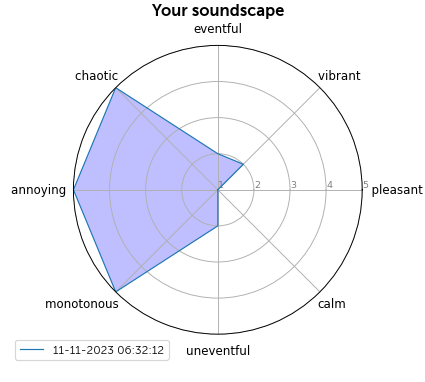 Your soundscape
eventful
chaotic
vibrant
annoying
1
2
3
4
5
pleasant
monotonous
calm
uneventful
11-11-2023 06:32:12